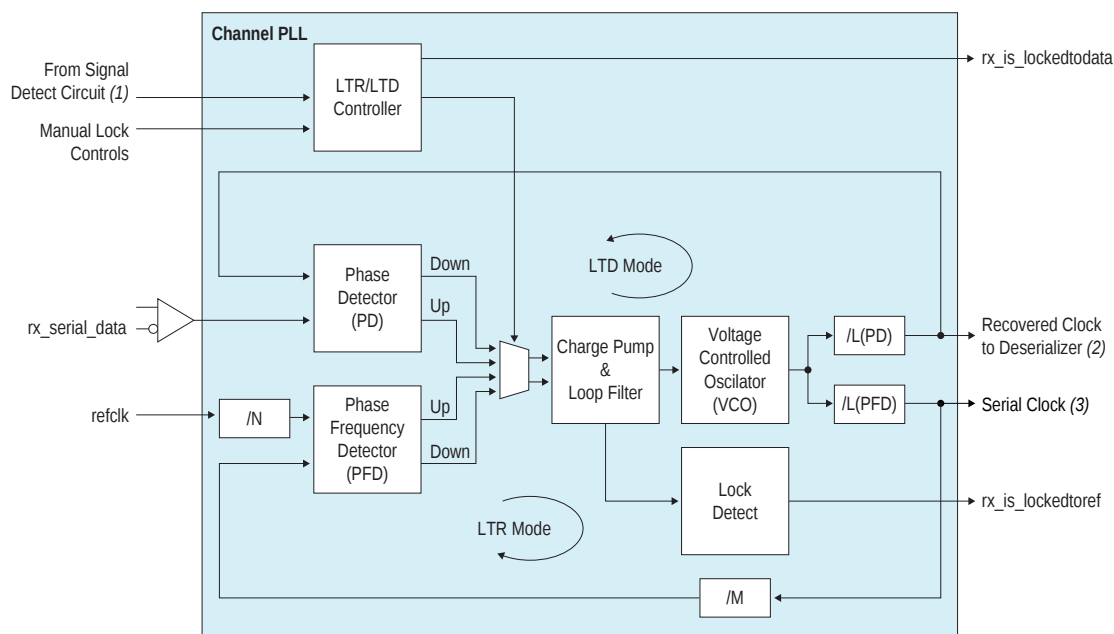 Channel PLL
From Signal
Detect Circuit (1)
Manual Lock
Controls
LTR/LTD
Controller
rx_is_lockedtodata
Phase
Detector
(PD)
Down
Up
LTD Mode
rx_serial_data
Charge Pump
&
Loop Filter
Voltage
Controlled
Oscilator
(VCO)
/L(PD)
Recovered Clock
to Deserializer (2)
refclk
/N
Phase
Frequency
Detector
(PFD)
Up
Down
/L(PFD)
Serial Clock (3)
Lock
Detect
rx_is_lockedtoref
LTR Mode
/M